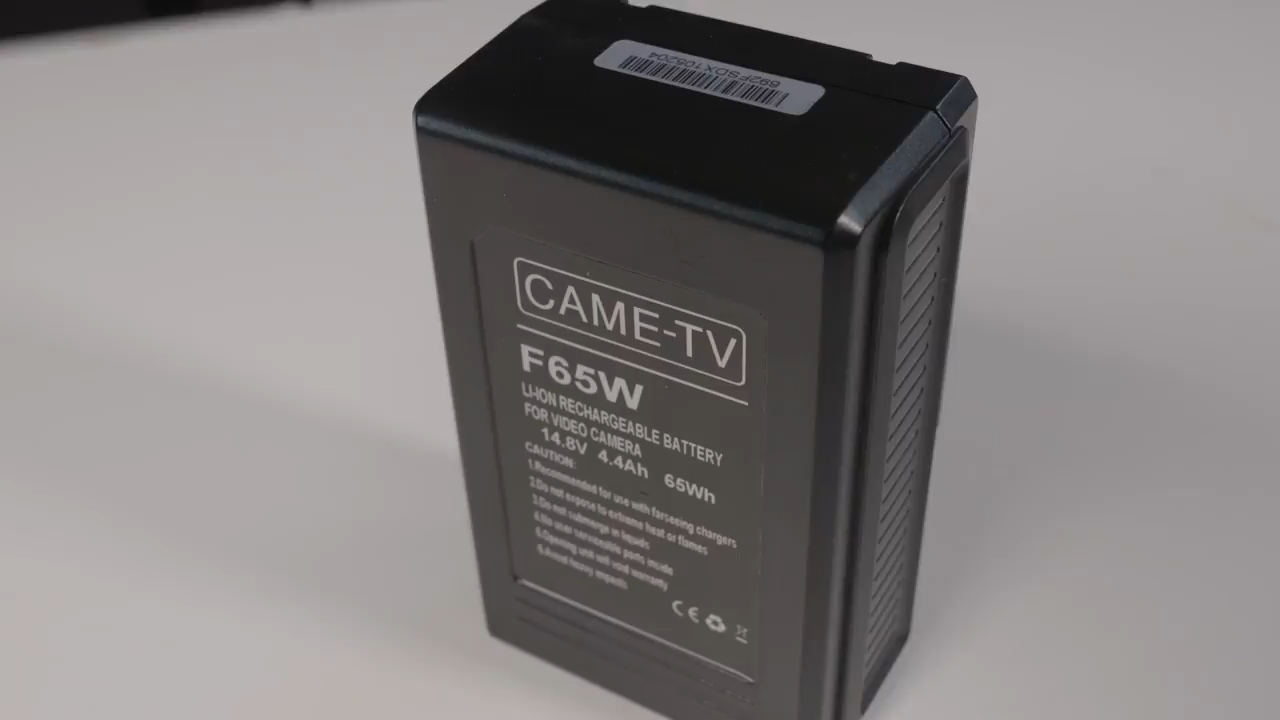 692FSDX105204
CAME-TV
F65W
LI-ION RECHARGEABLE BATTERY
FOR VIDEO CAMERA
14.8V 4.4Ah 65Wh
CAUTION:
1.Recommended for use with farseeing chargers
2.Do not expose to extreme heat or flames
3.Do not submerge in liquids
4.No user serviceable parts inside
5.Opening unit will void warranty
6.Avoid heavy impacts
CE